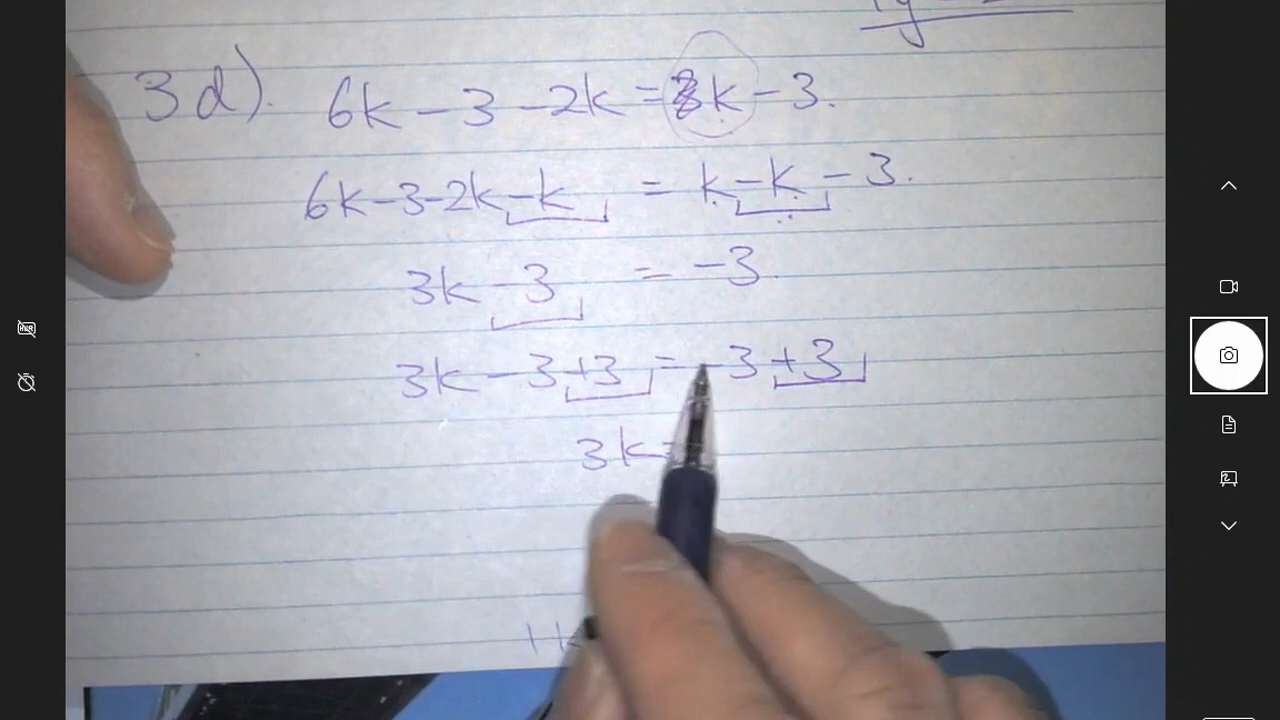 3d). 6k - 3 - 2k = k - 3.
6k-3-2k-k = k-k-3.
3k-3 = -3.
3k-3+3 = -3+3
3k=